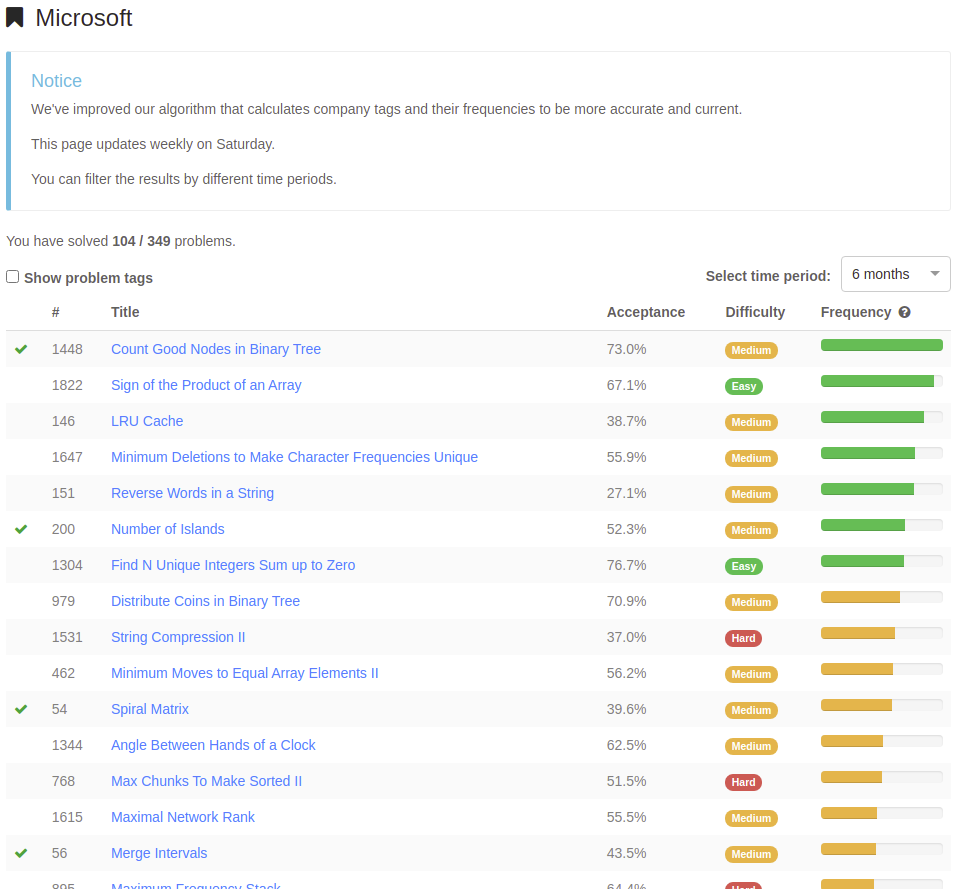 Microsoft
Notice
We've improved our algorithm that calculates company tags and their frequencies to be more accurate and current.
This page updates weekly on Saturday.
You can filter the results by different time periods.
You have solved 104 / 349 problems.
Show problem tags Select time period: 6 months
# Title Acceptance Difficulty Frequency ?
1448 Count Good Nodes in Binary Tree 73.0% Medium
1822 Sign of the Product of an Array 67.1% Easy
146 LRU Cache 38.7% Medium
1647 Minimum Deletions to Make Character Frequencies Unique 55.9% Medium
151 Reverse Words in a String 27.1% Medium
200 Number of Islands 52.3% Medium
1304 Find N Unique Integers Sum up to Zero 76.7% Easy
979 Distribute Coins in Binary Tree 70.9% Medium
1531 String Compression II 37.0% Hard
462 Minimum Moves to Equal Array Elements II 56.2% Medium
54 Spiral Matrix 39.6% Medium
1344 Angle Between Hands of a Clock 62.5% Medium
768 Max Chunks To Make Sorted II 51.5% Hard
1615 Maximal Network Rank 55.5% Medium
56 Merge Intervals 43.5% Medium
895 Maximum Frequency Stack 64.4% Hard